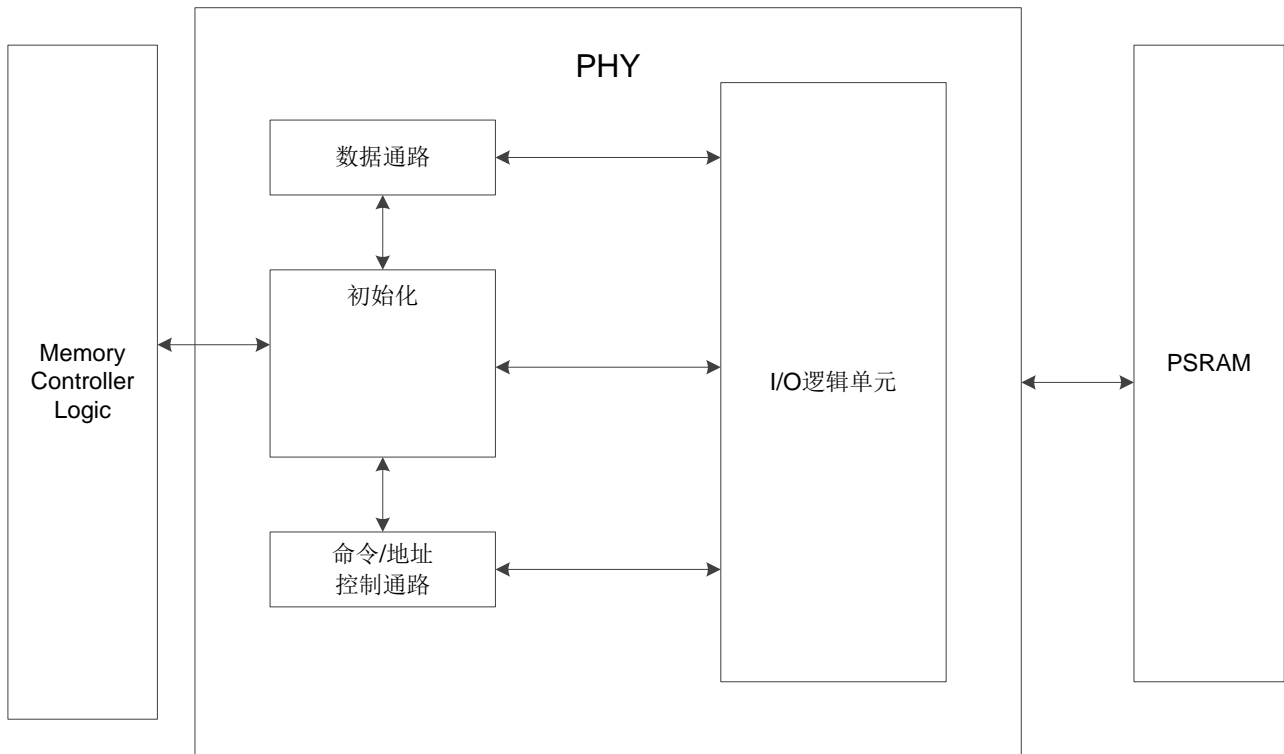 PHY
数据通路
初始化
Memory
Controller
Logic
I/O逻辑单元
PSRAM
命令/地址
控制通路